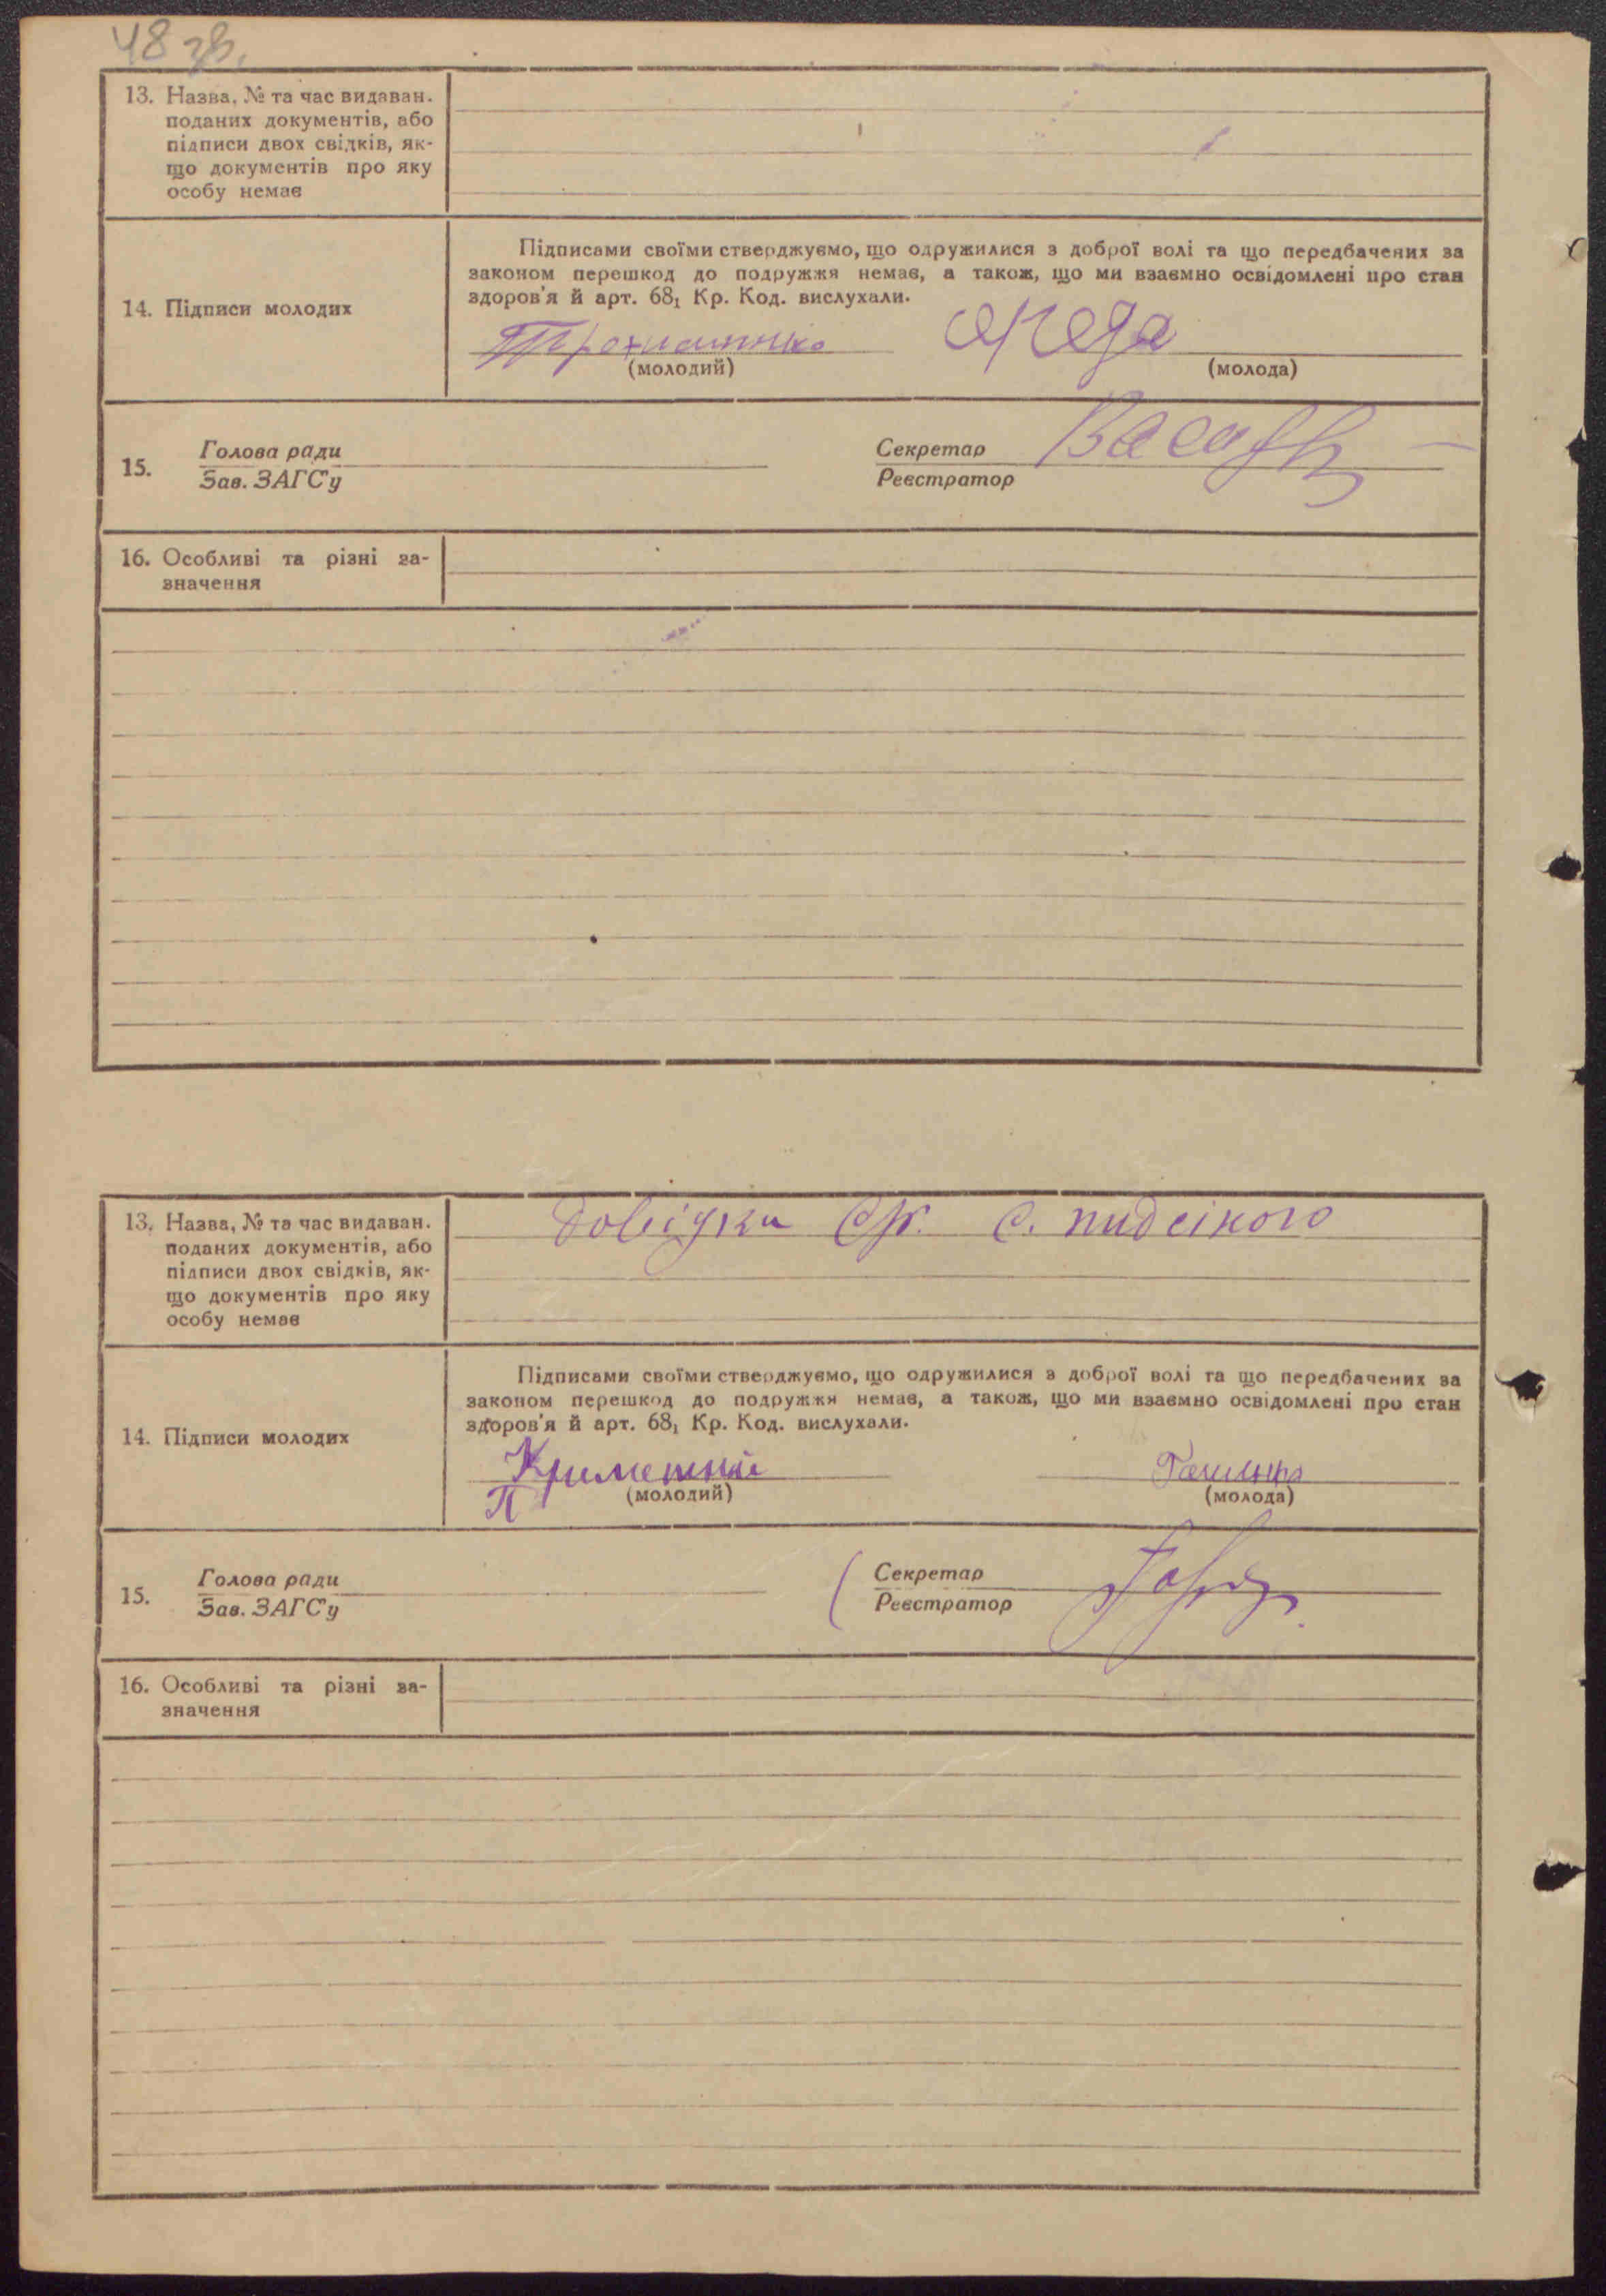 48 зв.
13. Назва, № та час видаван.
поданих документів, або
підписи двох свідків, як-
що документів про яку
особу немає
14. Підписи молодих
Підписами своїми стверджуємо, що одружилися з доброї волі та що передбачених за
законом перешкод до подружжя немає, а також, що ми взаємно освідомлені про стан
здоров'я й арт. 68₁ Кр. Код. вислухали.
(молодий) (молода)
15. Голова ради
Зав. ЗАГС'у
Секретар
Реєстратор
16. Особливі та різні за-
значення
13. Назва, № та час видаван.
поданих документів, або
підписи двох свідків, як-
що документів про яку
особу немає
Довідки с/р. с.
14. Підписи молодих
Підписами своїми стверджуємо, що одружилися з доброї волі та що передбачених за
законом перешкод до подружжя немає, а також, що ми взаємно освідомлені про стан
здоров'я й арт. 68₁ Кр. Код. вислухали.
(молодий) (молода)
15. Голова ради
Зав. ЗАГС'у
Секретар
Реєстратор
16. Особливі та різні за-
значення